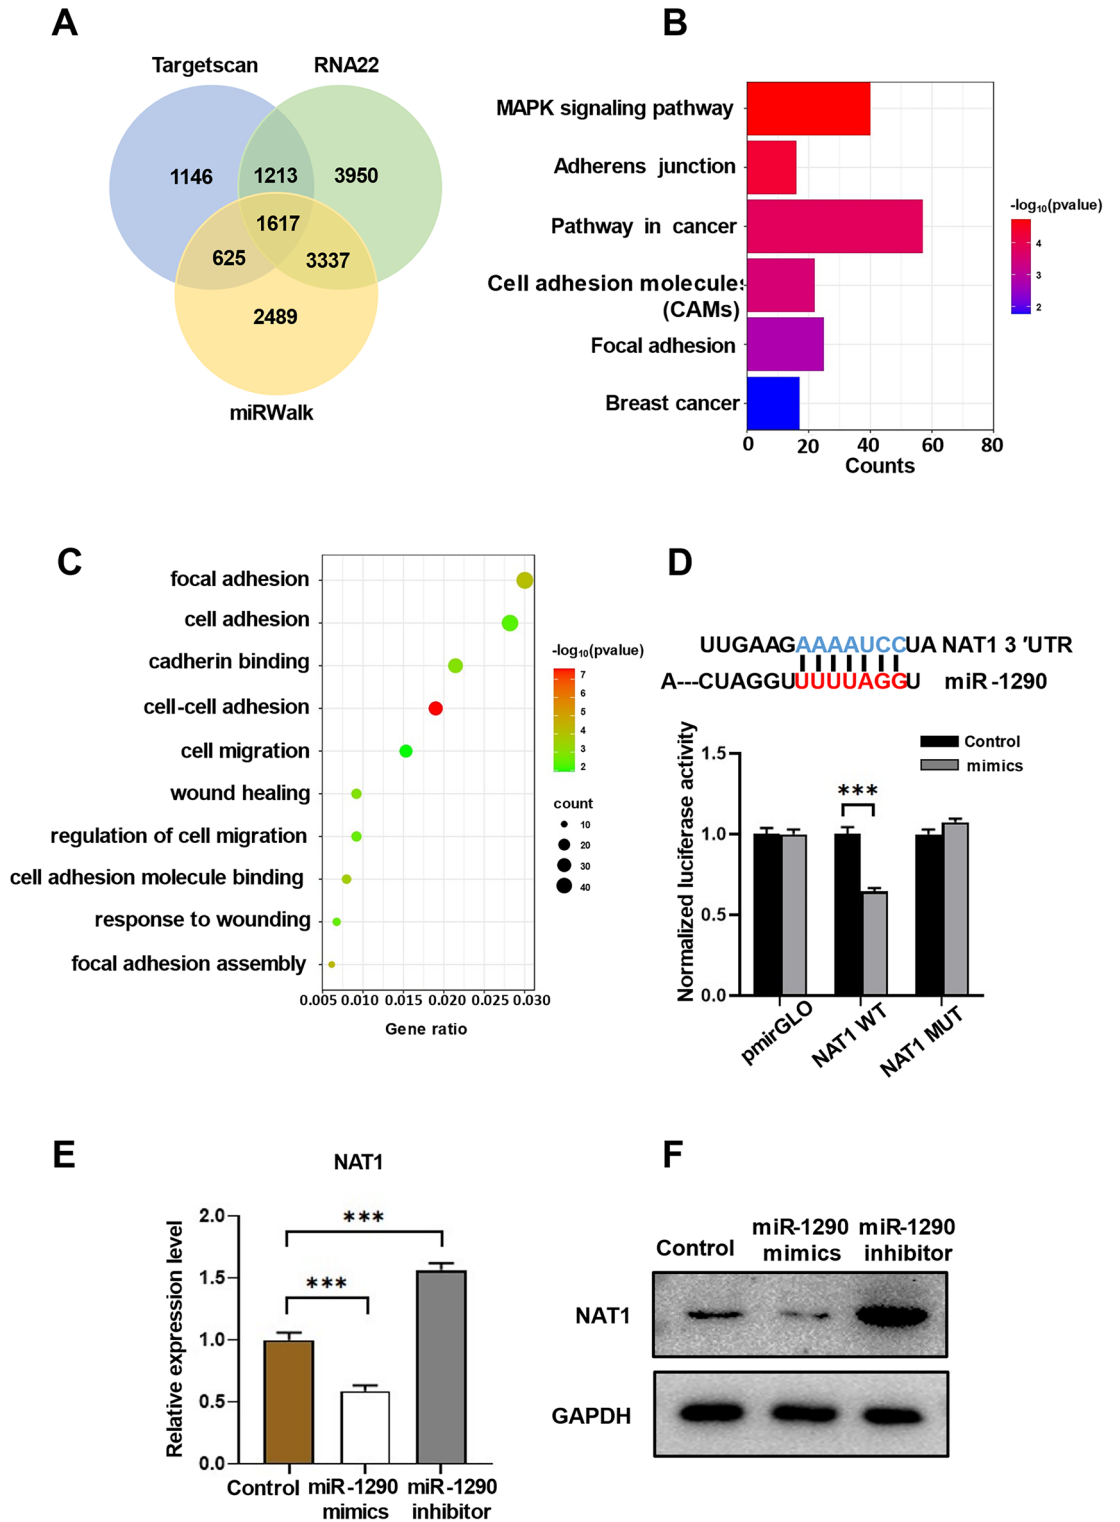 A
Targetscan RNA22
1146 1213 3950
1617
625 3337
2489
miRWalk
B
MAPK signaling pathway
Adherens junction
Pathway in cancer
Cell adhesion molecules
(CAMs)
Focal adhesion
Breast cancer
0 20 40 60 80
Counts
-log10(pvalue)
4
3
2
C
focal adhesion
cell adhesion
cadherin binding
cell-cell adhesion
cell migration
wound healing
regulation of cell migration
cell adhesion molecule binding
response to wounding
focal adhesion assembly
0.005 0.010 0.015 0.020 0.025 0.030
Gene ratio
-log10(pvalue)
7
6
5
4
3
2
count
10
20
30
40
D
UUGAAGAAAAUCCUA NAT1 3 ′UTR
A---CUAGGUUUUUAGGU miR-1290
Normalized luciferase activity
1.5
1.0
0.5
0.0
Control
mimics
***
pmirGLO
NAT1 WT
NAT1 MUT
E
NAT1
Relative expression level
2.0
1.5
1.0
0.5
0.0
***
***
Control miR-1290 miR-1290
mimics inhibitor
F
miR-1290 miR-1290
Control mimics inhibitor
NAT1
GAPDH